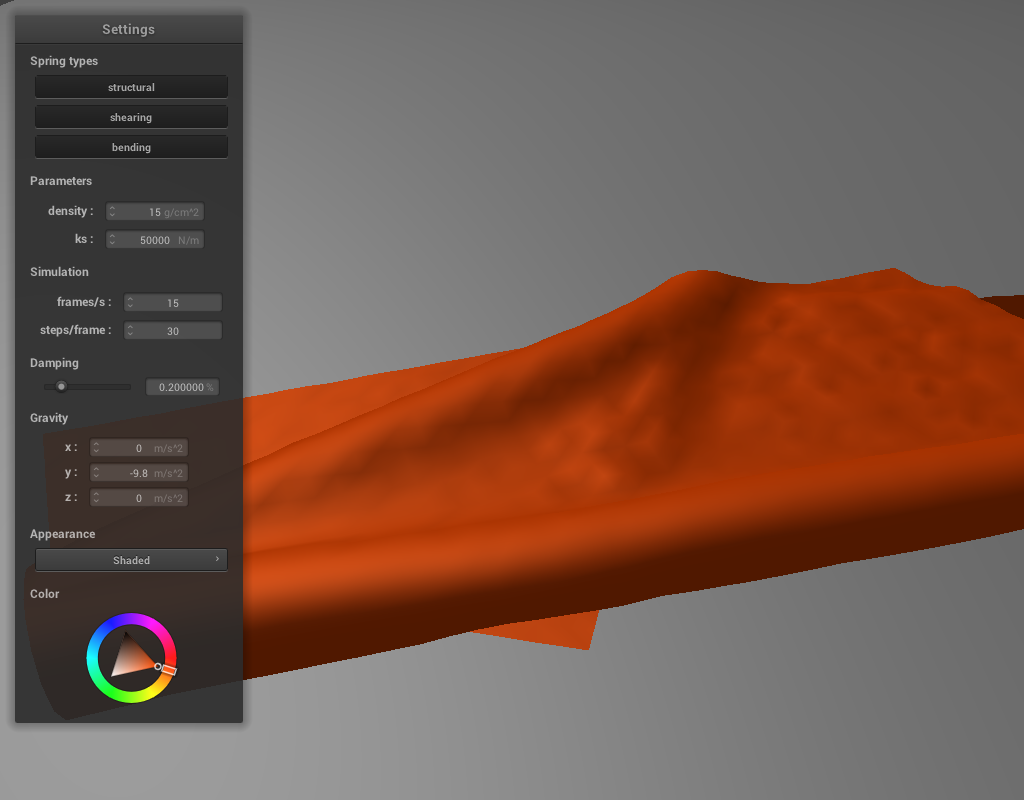 Settings
Spring types
structural
shearing
bending
Parameters
density : 15 g/cm^2
ks : 50000 N/m
Simulation
frames/s : 15
steps/frame : 30
Damping
0.200000 %
Gravity
x : 0 m/s^2
y : -9.8 m/s^2
z : 0 m/s^2
Appearance
Shaded
Color